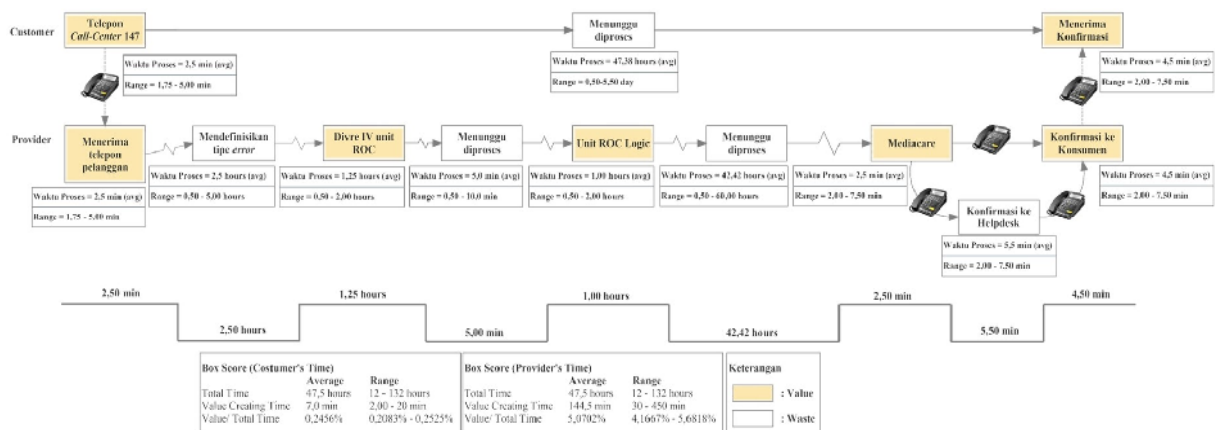 Customer
Telepon
Call-Center 147
Menunggu
diproses
Menerima
Konfirmasi
Waktu Proses = 2,5 min (avg)
Range = 1,75 - 5,00 min
Waktu Proses = 47,38 hours (avg)
Range = 0,50-5.50 day
Waktu Proses = 4,5 min (avg)
Range = 2,00 - 7,50 min
Provider
Menerima
telepon
pelanggan
Mendefinisikan
tipe error
Divre IV unit
ROC
Menunggu
diproses
Unit ROC Logic
Menunggu
diproses
Mediacare
Konfirmasi ke
Konsumen
Waktu Proses = 2,5 min (avg)
Range = 1,75 - 5,00 min
Waktu Proses = 2,5 hours (avg)
Range = 0,50 - 5,00 hours
Waktu Proses = 1,25 hours (avg)
Range = 0,50 - 2,00 hours
Waktu Proses = 5,0 min (avg)
Range = 0,50 - 10,0 min
Waktu Proses = 1,00 hours (avg)
Range = 0,50 - 2,00 hours
Waktu Proses = 42,42 hours (avg)
Range = 0,50 - 60,00 hours
Waktu Proses = 2,5 min (avg)
Range = 2,00 - 7,50 min
Waktu Proses = 4,5 min (avg)
Range = 2,00 - 7,50 min
Konfirmasi ke
Helpdesk
Waktu Proses = 5,5 min (avg)
Range = 2,00 - 7,50 min
2,50 min
2,50 hours
1,25 hours
5,00 min
1,00 hours
42,42 hours
2,50 min
5,50 min
4,50 min
Box Score (Costumer's Time)
Average Range
Total Time 47,5 hours 12 - 132 hours
Value Creating Time 7,0 min 2,00 - 20 min
Value/ Total Time 0,2456% 0,2083% - 0,2525%
Box Score (Provider's Time)
Average Range
Total Time 47,5 hours 12 - 132 hours
Value Creating Time 144,5 min 30 - 450 min
Value/ Total Time 5,0702% 4,1667% - 5,6818%
Keterangan
: Value
: Waste